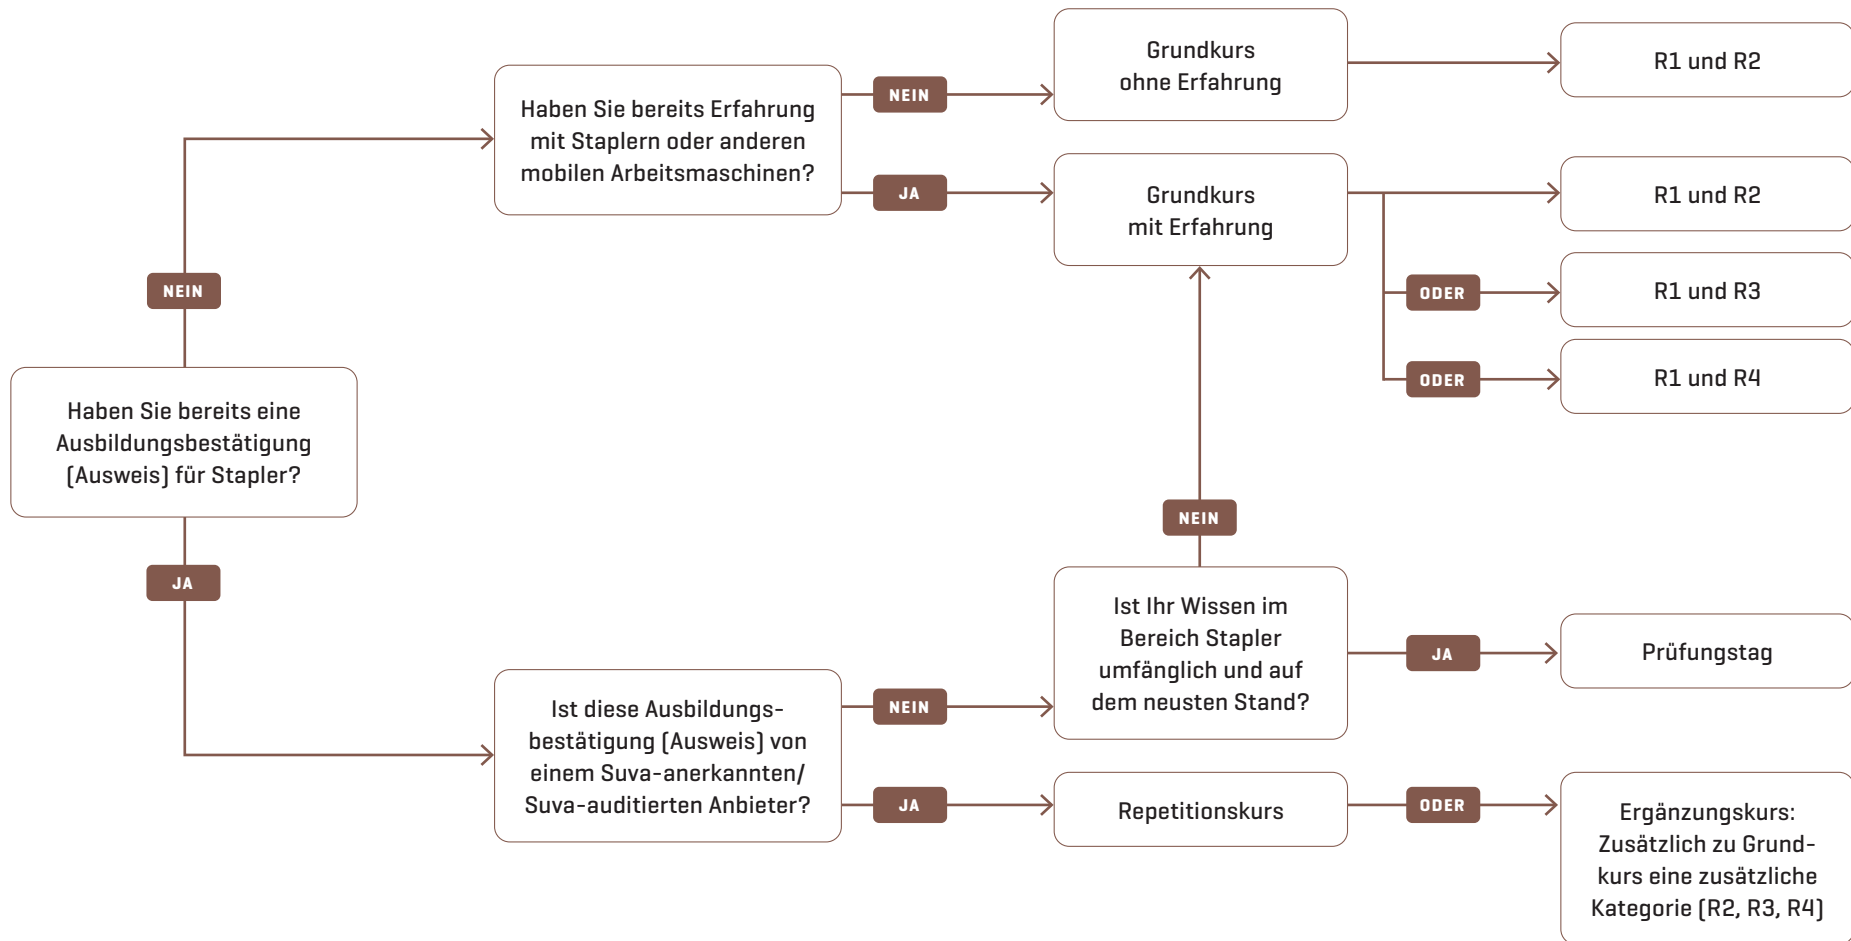 Grundkurs
ohne Erfahrung
R1 und R2
NEIN
Haben Sie bereits Erfahrung
mit Staplern oder anderen
mobilen Arbeitsmaschinen?
JA
Grundkurs
mit Erfahrung
R1 und R2
ODER
R1 und R3
ODER
R1 und R4
NEIN
Haben Sie bereits eine
Ausbildungsbestätigung
(Ausweis) für Stapler?
JA
NEIN
Ist Ihr Wissen im
Bereich Stapler
umfänglich und auf
dem neusten Stand?
JA
Prüfungstag
Ist diese Ausbildungs-
bestätigung (Ausweis) von
einem Suva-anerkannten/
Suva-auditierten Anbieter?
NEIN
JA
Repetitionskurs
ODER
Ergänzungskurs:
Zusätzlich zu Grund-
kurs eine zusätzliche
Kategorie (R2, R3, R4)